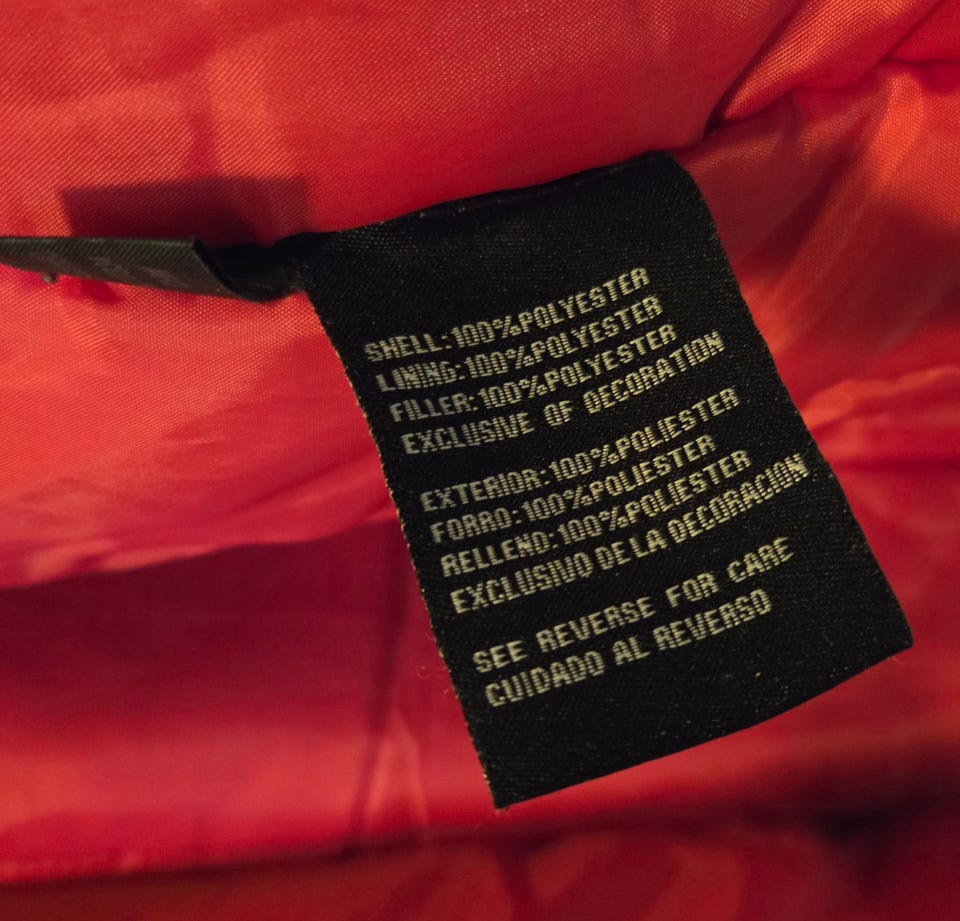 SHELL:100%POLYESTER
LINING:100%POLYESTER
FILLER:100%POLYESTER
EXCLUSIVE OF DECORATION
EXTERIOR:100%POLIESTER
FORRO:100%POLIESTER
RELLENO:100%POLIESTER
EXCLUSIVO DE LA DECORACION
SEE REVERSE FOR CARE
CUIDADO AL REVERSO